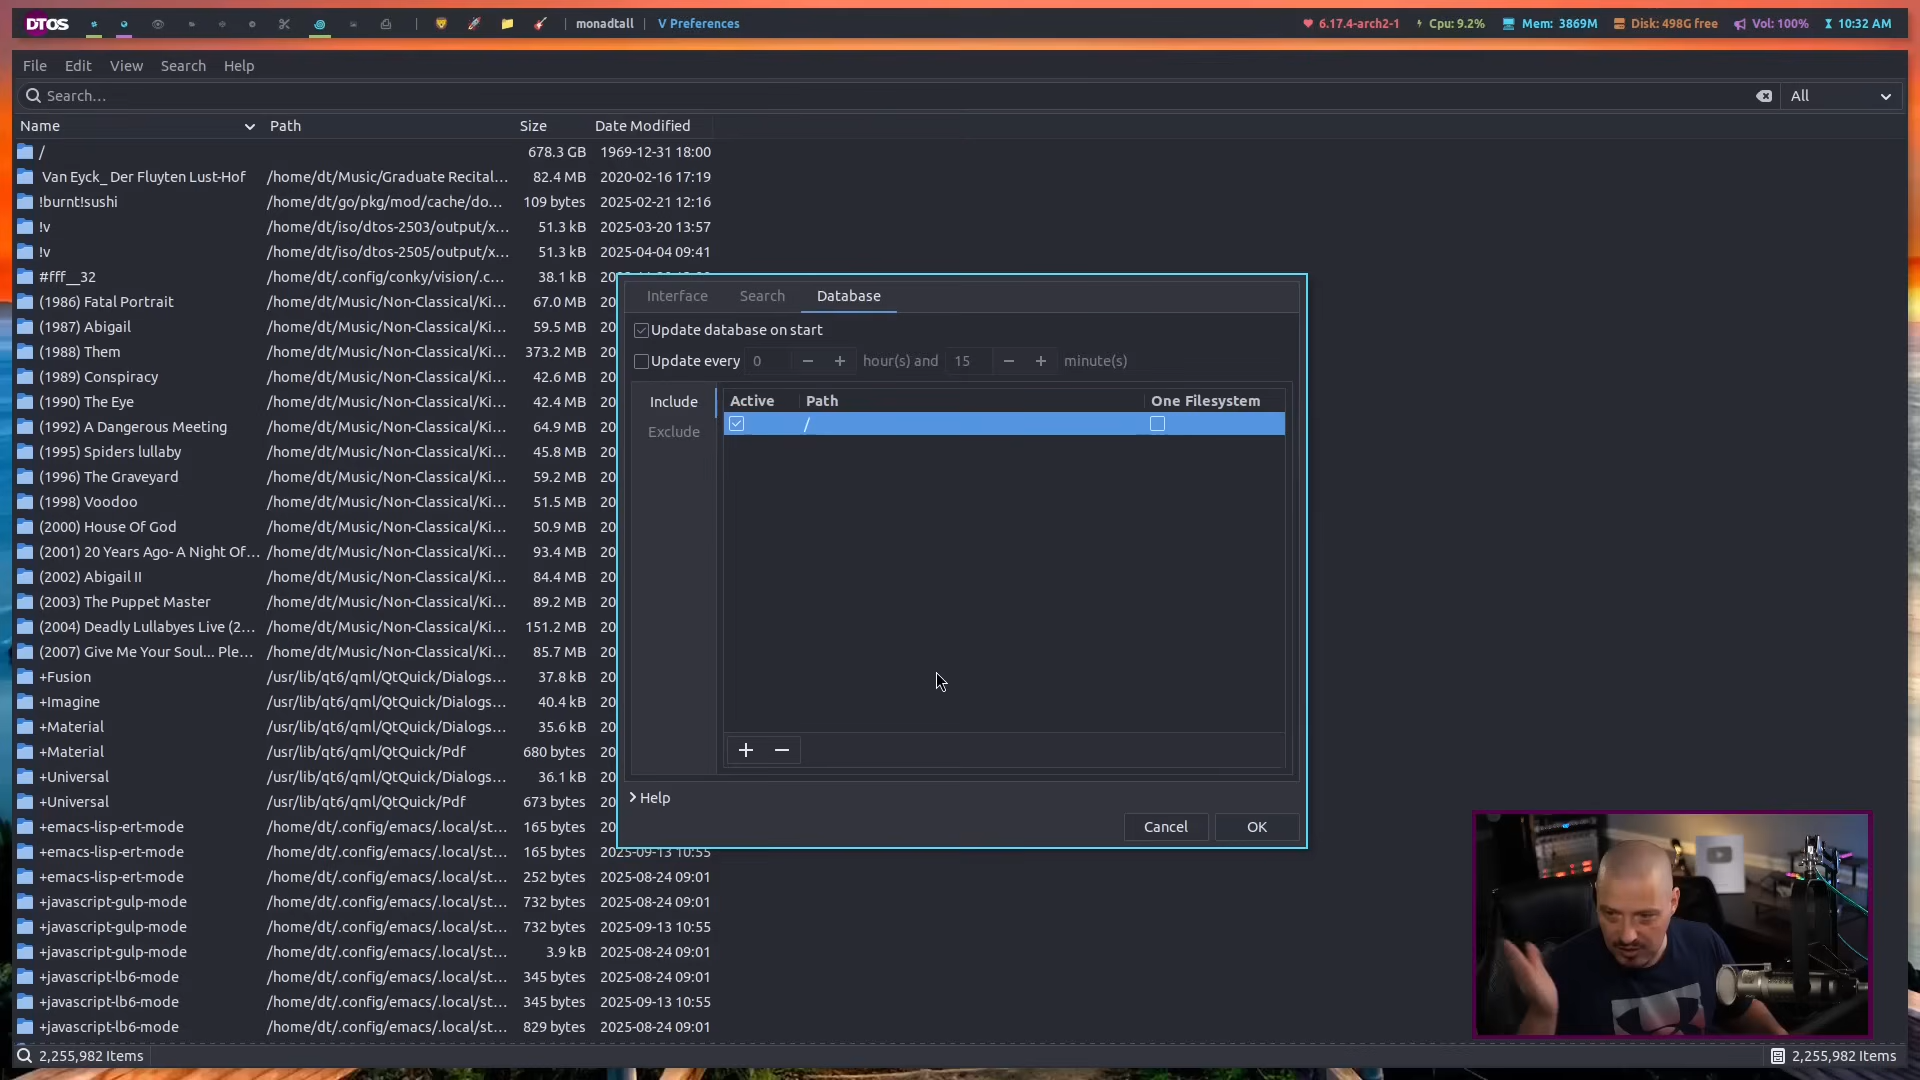 DTOS | monadtall | V Preferences 6.17.4-arch2-1 Cpu: 9.2% Mem: 3869M Disk: 498G free Vol: 100% 10:32 AM
File Edit View Search Help
Search... All
Name Path Size Date Modified
/ 678.3 GB 1969-12-31 18:00
Van Eyck_ Der Fluyten Lust-Hof /home/dt/Music/Graduate Recital... 82.4 MB 2020-02-16 17:19
!burnt!sushi /home/dt/go/pkg/mod/cache/do... 109 bytes 2025-02-21 12:16
!v /home/dt/iso/dtos-2503/output/x... 51.3 kB 2025-03-20 13:57
!v /home/dt/iso/dtos-2505/output/x... 51.3 kB 2025-04-04 09:41
#fff__32 /home/dt/.config/conky/vision/.c... 38.1 kB
(1986) Fatal Portrait /home/dt/Music/Non-Classical/Ki... 67.0 MB 20
(1987) Abigail /home/dt/Music/Non-Classical/Ki... 59.5 MB 20
(1988) Them /home/dt/Music/Non-Classical/Ki... 373.2 MB 20
(1989) Conspiracy /home/dt/Music/Non-Classical/Ki... 42.6 MB 20
(1990) The Eye /home/dt/Music/Non-Classical/Ki... 42.4 MB 20
(1992) A Dangerous Meeting /home/dt/Music/Non-Classical/Ki... 64.9 MB 20
(1995) Spiders lullaby /home/dt/Music/Non-Classical/Ki... 45.8 MB 20
(1996) The Graveyard /home/dt/Music/Non-Classical/Ki... 59.2 MB 20
(1998) Voodoo /home/dt/Music/Non-Classical/Ki... 51.5 MB 20
(2000) House Of God /home/dt/Music/Non-Classical/Ki... 50.9 MB 20
(2001) 20 Years Ago- A Night Of... /home/dt/Music/Non-Classical/Ki... 93.4 MB 20
(2002) Abigail II /home/dt/Music/Non-Classical/Ki... 84.4 MB 20
(2003) The Puppet Master /home/dt/Music/Non-Classical/Ki... 89.2 MB 20
(2004) Deadly Lullabyes Live (2... /home/dt/Music/Non-Classical/Ki... 151.2 MB 20
(2007) Give Me Your Soul... Ple... /home/dt/Music/Non-Classical/Ki... 85.7 MB 20
+Fusion /usr/lib/qt6/qml/QtQuick/Dialogs... 37.8 kB 20
+Imagine /usr/lib/qt6/qml/QtQuick/Dialogs... 40.4 kB 20
+Material /usr/lib/qt6/qml/QtQuick/Dialogs... 35.6 kB 20
+Material /usr/lib/qt6/qml/QtQuick/Pdf 680 bytes 20
+Universal /usr/lib/qt6/qml/QtQuick/Dialogs... 36.1 kB 20
+Universal /usr/lib/qt6/qml/QtQuick/Pdf 673 bytes 20
+emacs-lisp-ert-mode /home/dt/.config/emacs/.local/st... 165 bytes 20
+emacs-lisp-ert-mode /home/dt/.config/emacs/.local/st... 165 bytes 2025-09-13 10:55
+emacs-lisp-ert-mode /home/dt/.config/emacs/.local/st... 252 bytes 2025-08-24 09:01
+javascript-gulp-mode /home/dt/.config/emacs/.local/st... 732 bytes 2025-08-24 09:01
+javascript-gulp-mode /home/dt/.config/emacs/.local/st... 732 bytes 2025-09-13 10:55
+javascript-gulp-mode /home/dt/.config/emacs/.local/st... 3.9 kB 2025-08-24 09:01
+javascript-lb6-mode /home/dt/.config/emacs/.local/st... 345 bytes 2025-08-24 09:01
+javascript-lb6-mode /home/dt/.config/emacs/.local/st... 345 bytes 2025-09-13 10:55
+javascript-lb6-mode /home/dt/.config/emacs/.local/st... 829 bytes 2025-08-24 09:01
2,255,982 Items 2,255,982 Items
Interface Search Database
Update database on start
Update every 0 hour(s) and 15 minute(s)
Include
Exclude
Active Path One Filesystem
/
Help
Cancel OK